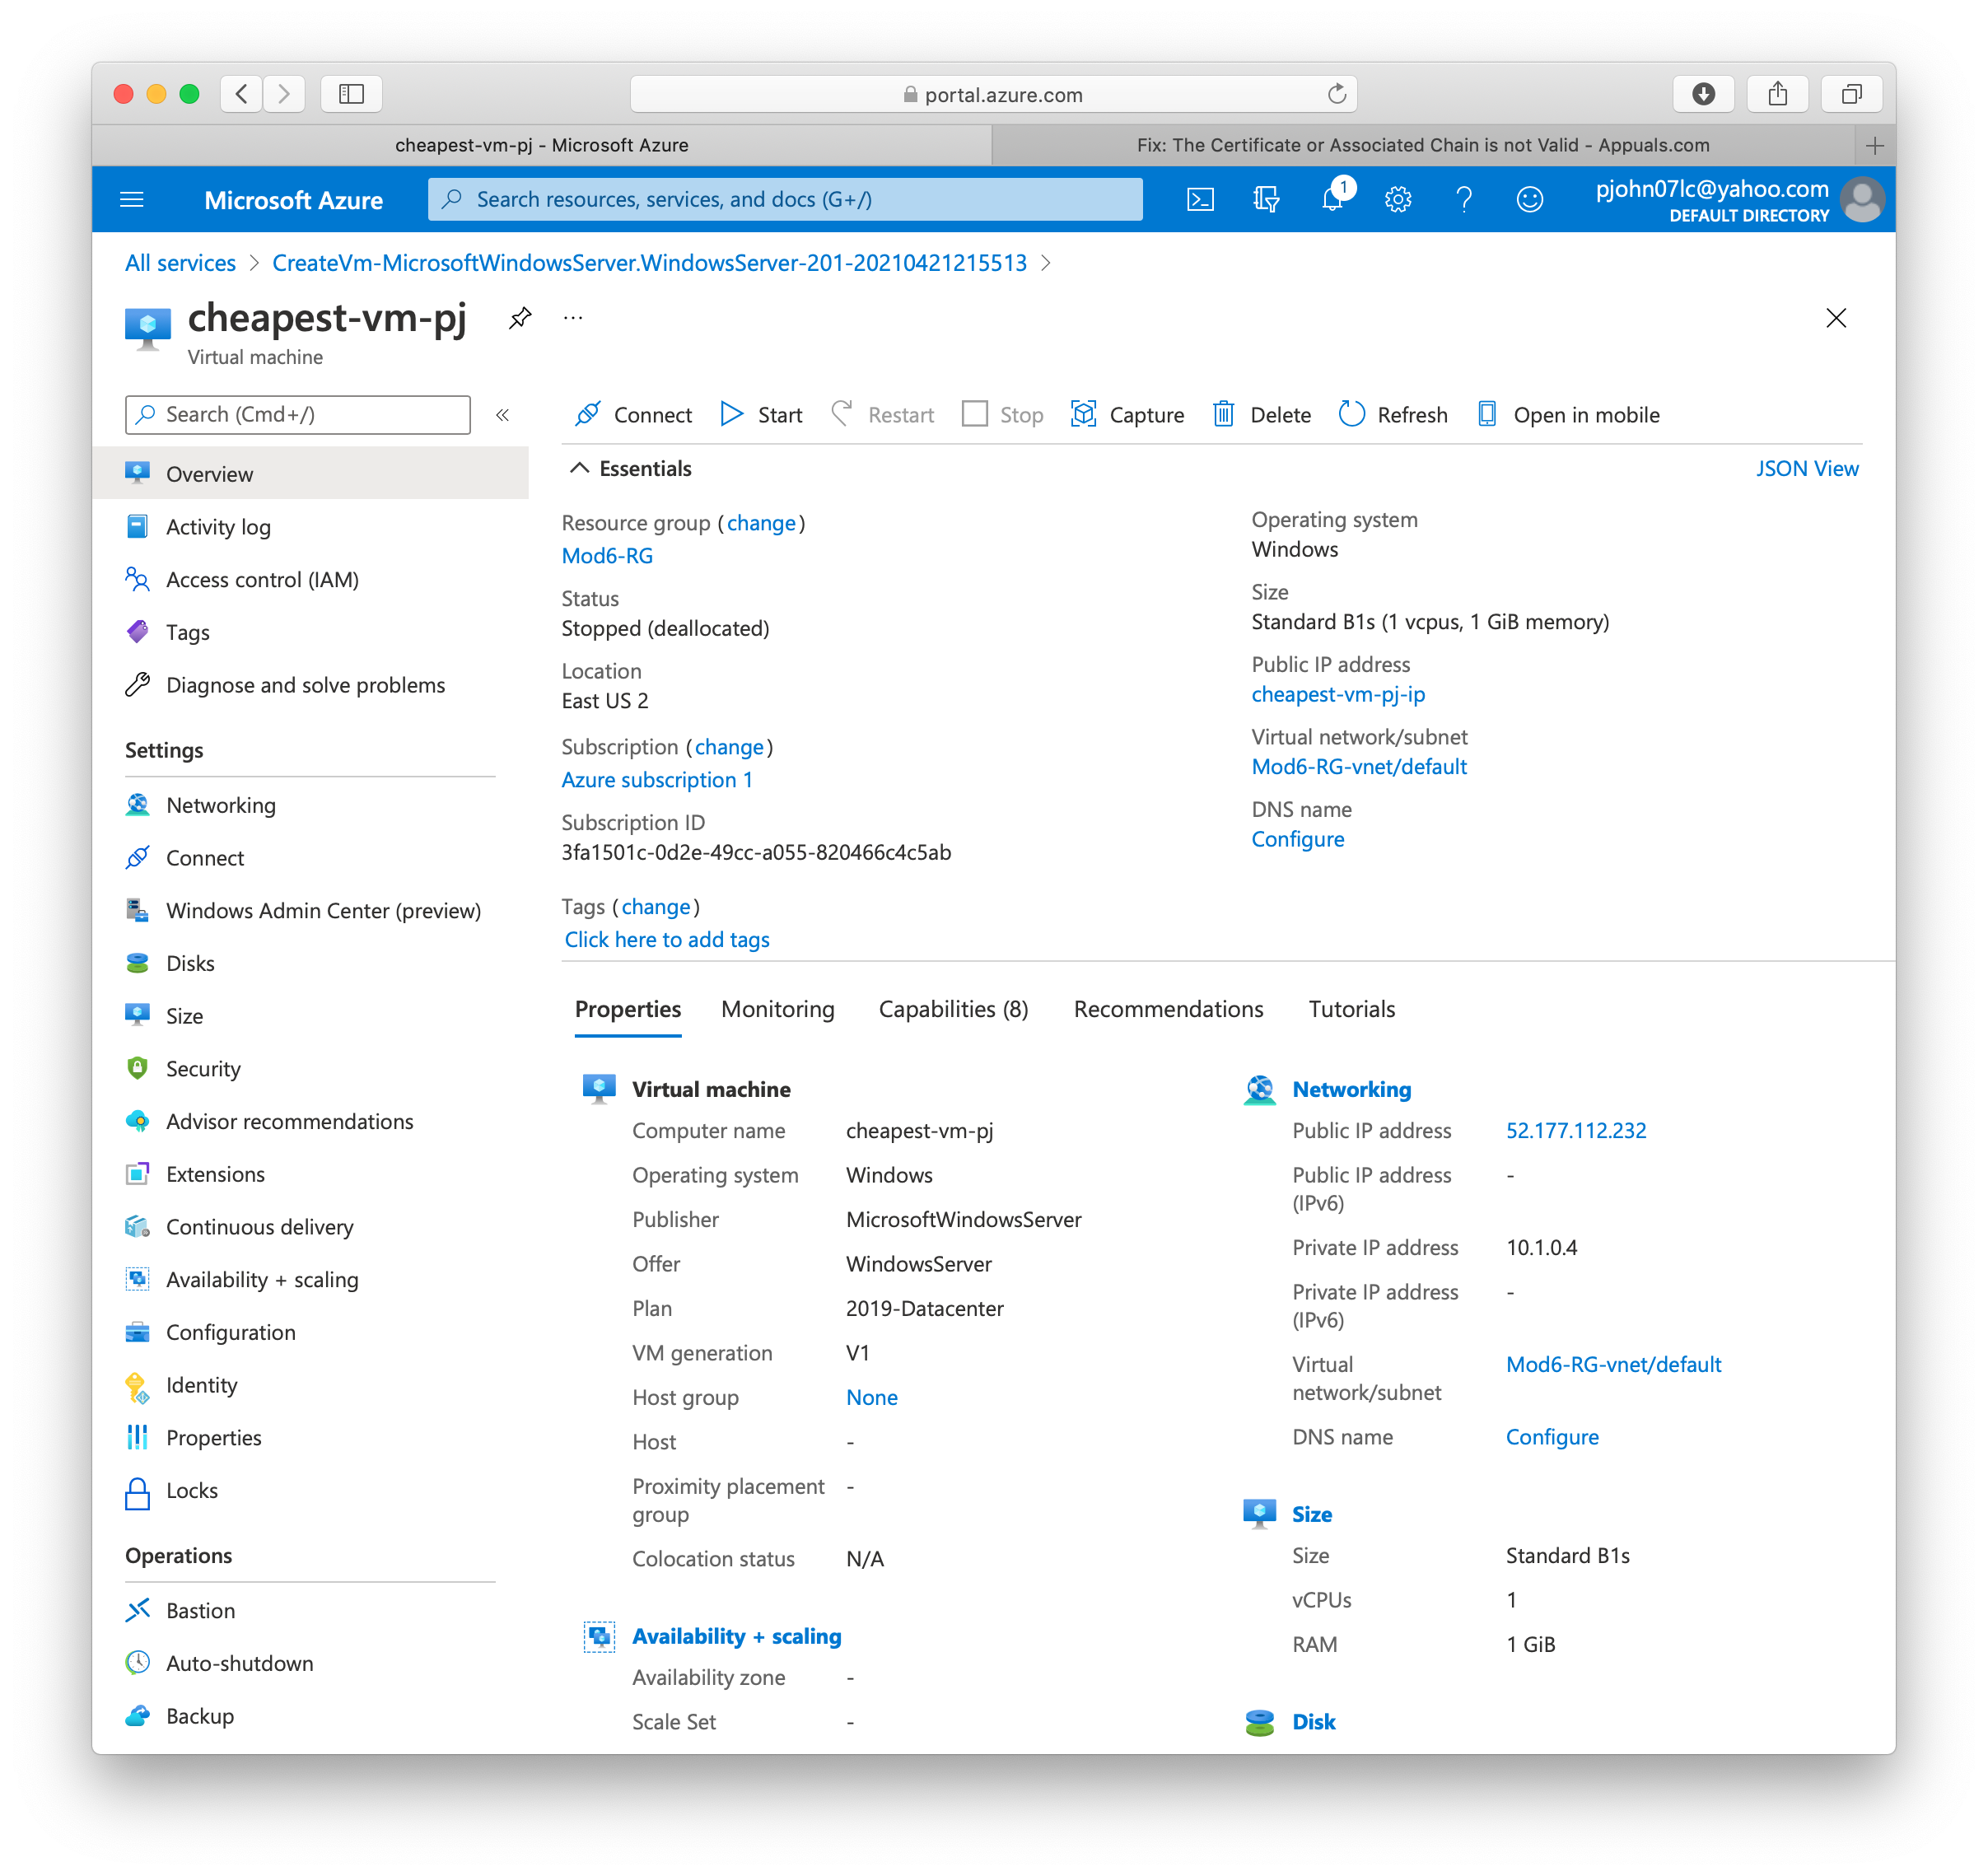 portal.azure.com
cheapest-vm-pj - Microsoft Azure
Fix: The Certificate or Associated Chain is not Valid - Appuals.com
Microsoft Azure
Search resources, services, and docs (G+/)
1
pjohn07lc@yahoo.com
DEFAULT DIRECTORY
All services > CreateVm-MicrosoftWindowsServer.WindowsServer-201-20210421215513 >
cheapest-vm-pj
...
Virtual machine
Search (Cmd+/)
«
Connect
Start
Restart
Stop
Capture
Delete
Refresh
Open in mobile
Overview
Activity log
Access control (IAM)
Tags
Diagnose and solve problems
Settings
Networking
Connect
Windows Admin Center (preview)
Disks
Size
Security
Advisor recommendations
Extensions
Continuous delivery
Availability + scaling
Configuration
Identity
Properties
Locks
Operations
Bastion
Auto-shutdown
Backup
Essentials
JSON View
Resource group (change)
Mod6-RG
Status
Stopped (deallocated)
Location
East US 2
Subscription (change)
Azure subscription 1
Subscription ID
3fa1501c-0d2e-49cc-a055-820466c4c5ab
Tags (change)
Click here to add tags
Operating system
Windows
Size
Standard B1s (1 vcpus, 1 GiB memory)
Public IP address
cheapest-vm-pj-ip
Virtual network/subnet
Mod6-RG-vnet/default
DNS name
Configure
Properties
Monitoring
Capabilities (8)
Recommendations
Tutorials
Virtual machine
Computer name cheapest-vm-pj
Operating system Windows
Publisher MicrosoftWindowsServer
Offer WindowsServer
Plan 2019-Datacenter
VM generation V1
Host group None
Host -
Proximity placement -
group
Colocation status N/A
Availability + scaling
Availability zone -
Scale Set -
Networking
Public IP address 52.177.112.232
Public IP address -
(IPv6)
Private IP address 10.1.0.4
Private IP address -
(IPv6)
Virtual Mod6-RG-vnet/default
network/subnet
DNS name Configure
Size
Size Standard B1s
vCPUs 1
RAM 1 GiB
Disk